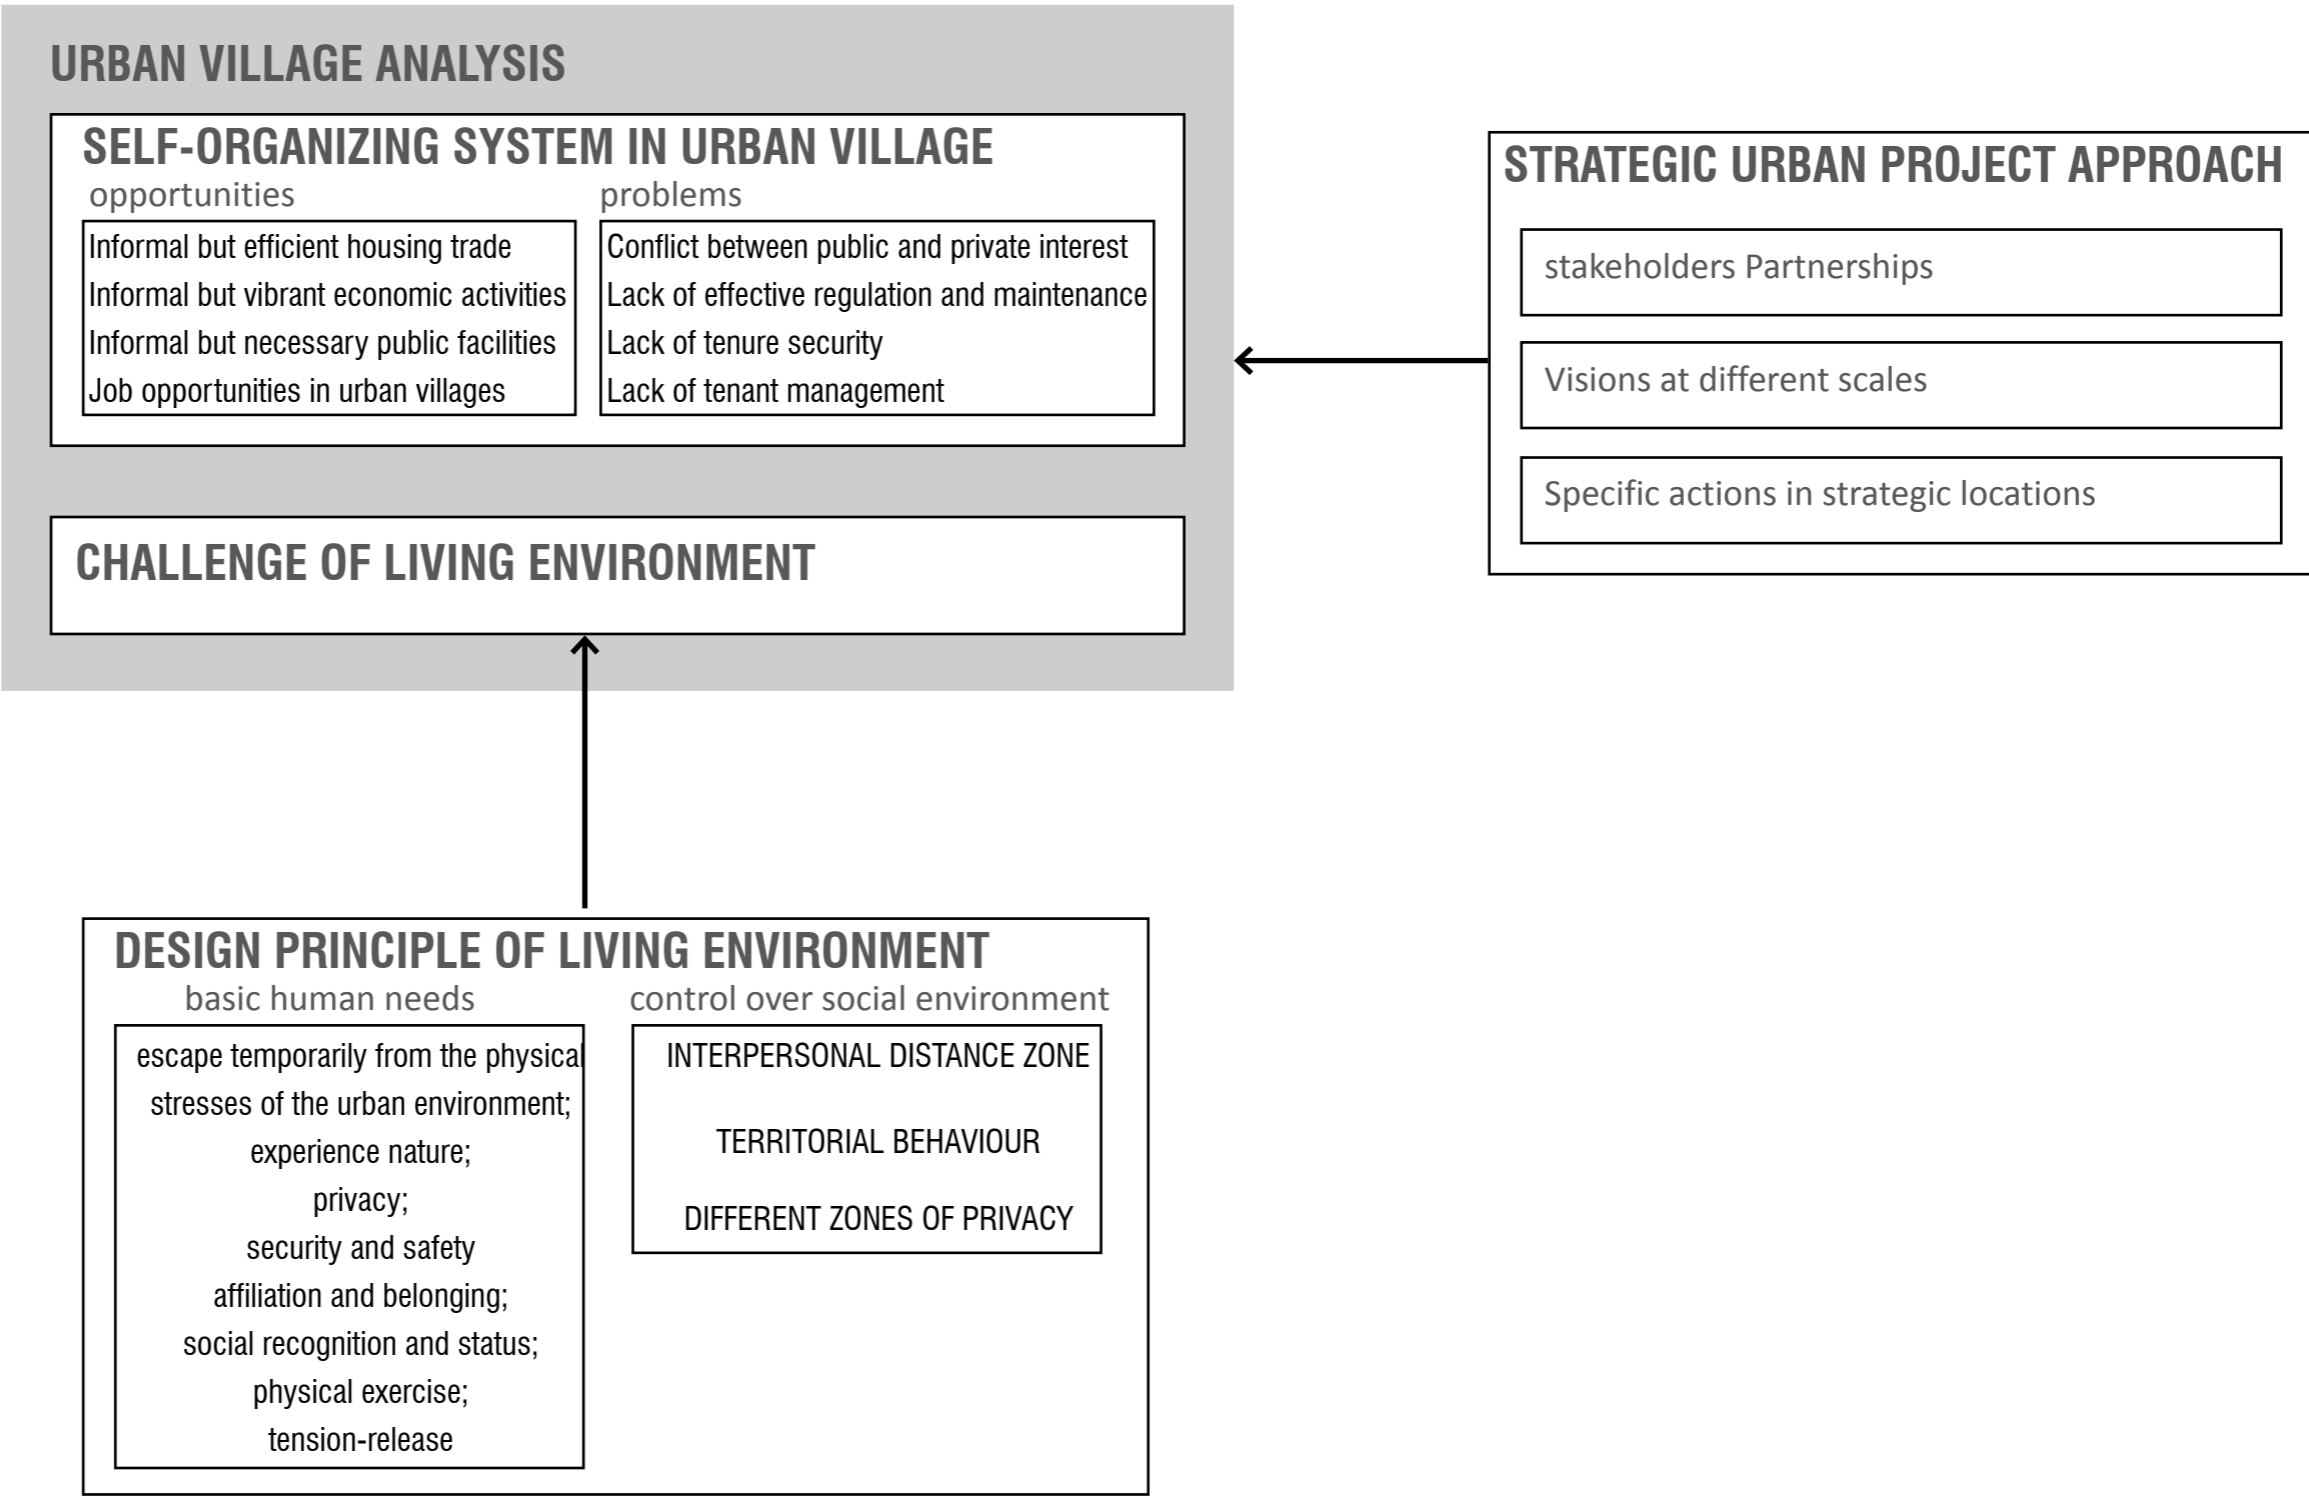 URBAN VILLAGE ANALYSIS
SELF-ORGANIZING SYSTEM IN URBAN VILLAGE
opportunities
Informal but efficient housing trade
Informal but vibrant economic activities
Informal but necessary public facilities
Job opportunities in urban villages
problems
Conflict between public and private interest
Lack of effective regulation and maintenance
Lack of tenure security
Lack of tenant management
CHALLENGE OF LIVING ENVIRONMENT
STRATEGIC URBAN PROJECT APPROACH
stakeholders Partnerships
Visions at different scales
Specific actions in strategic locations
DESIGN PRINCIPLE OF LIVING ENVIRONMENT
basic human needs
escape temporarily from the physical
stresses of the urban environment;
experience nature;
privacy;
security and safety
affiliation and belonging;
social recognition and status;
physical exercise;
tension-release
control over social environment
INTERPERSONAL DISTANCE ZONE
TERRITORIAL BEHAVIOUR
DIFFERENT ZONES OF PRIVACY